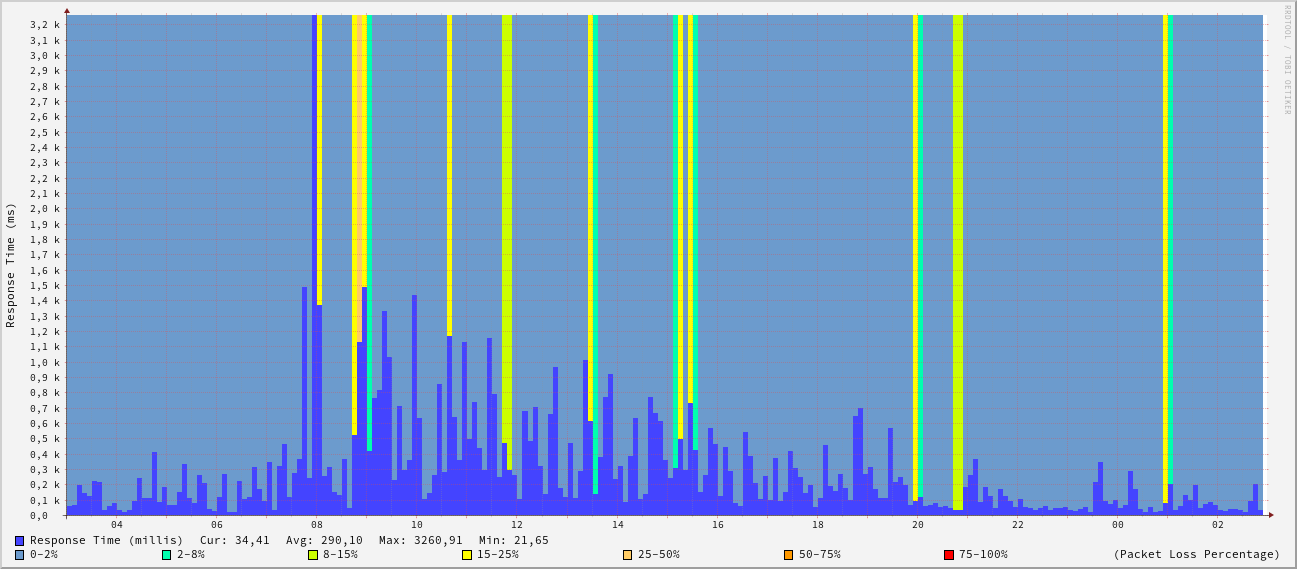 RRDTOOL / TOBI OETIKER
Response Time (ms)
3,2 k
3,1 k
3,0 k
2,9 k
2,8 k
2,7 k
2,6 k
2,5 k
2,4 k
2,3 k
2,2 k
2,1 k
2,0 k
1,9 k
1,8 k
1,7 k
1,6 k
1,5 k
1,4 k
1,3 k
1,2 k
1,1 k
1,0 k
0,9 k
0,8 k
0,7 k
0,6 k
0,5 k
0,4 k
0,3 k
0,2 k
0,1 k
0,0
04 06 08 10 12 14 16 18 20 22 00 02
Response Time (millis) Cur: 34,41 Avg: 290,10 Max: 3260,91 Min: 21,65
0-2% 2-8% 8-15% 15-25% 25-50% 50-75% 75-100% (Packet Loss Percentage)